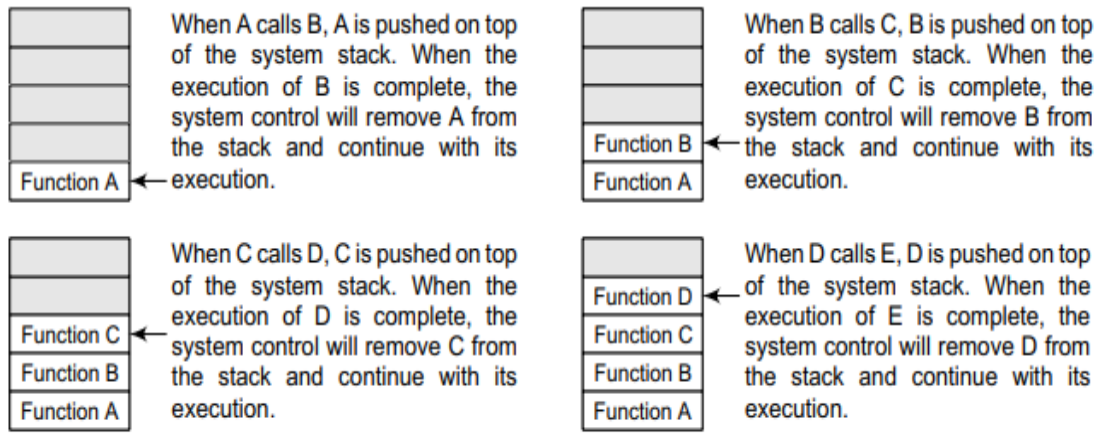 When A calls B, A is pushed on top
of the system stack. When the
execution of B is complete, the
system control will remove A from
the stack and continue with its
execution.
Function A
When B calls C, B is pushed on top
of the system stack. When the
execution of C is complete, the
system control will remove B from
the stack and continue with its
execution.
Function B
Function A
When C calls D, C is pushed on top
of the system stack. When the
execution of D is complete, the
system control will remove C from
the stack and continue with its
execution.
Function C
Function B
Function A
When D calls E, D is pushed on top
of the system stack. When the
execution of E is complete, the
system control will remove D from
the stack and continue with its
execution.
Function D
Function C
Function B
Function A